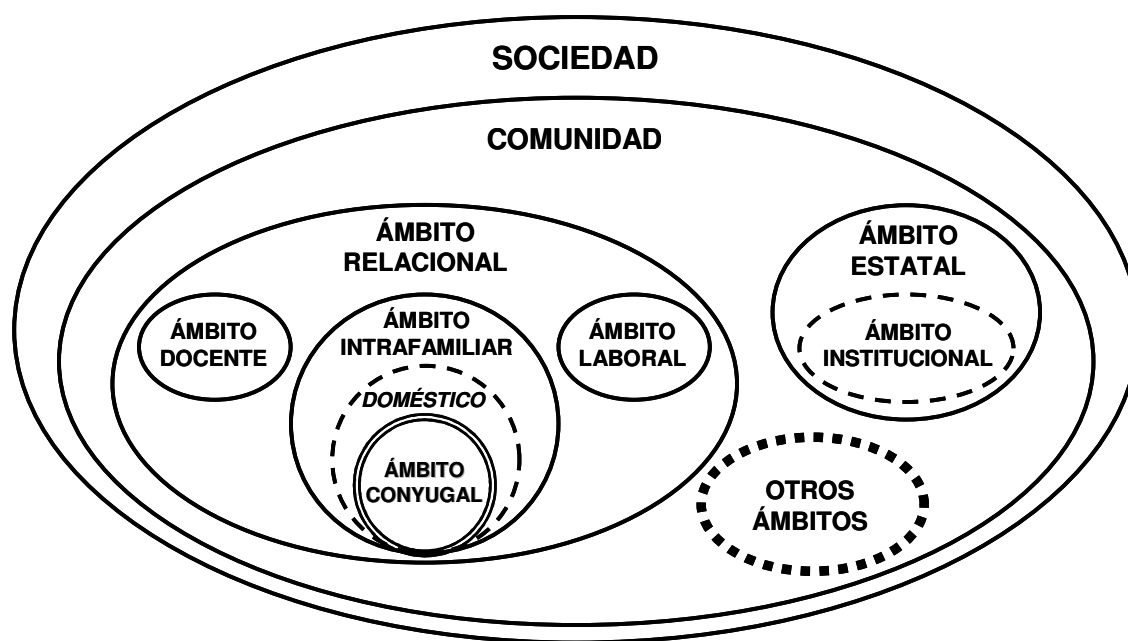 SOCIEDAD
COMUNIDAD
ÁMBITO
RELACIONAL
ÁMBITO
DOCENTE
ÁMBITO
INTRAFAMILIAR
DOMÉSTICO
ÁMBITO
CONYUGAL
ÁMBITO
LABORAL
ÁMBITO
ESTATAL
ÁMBITO
INSTITUCIONAL
OTROS
ÁMBITOS